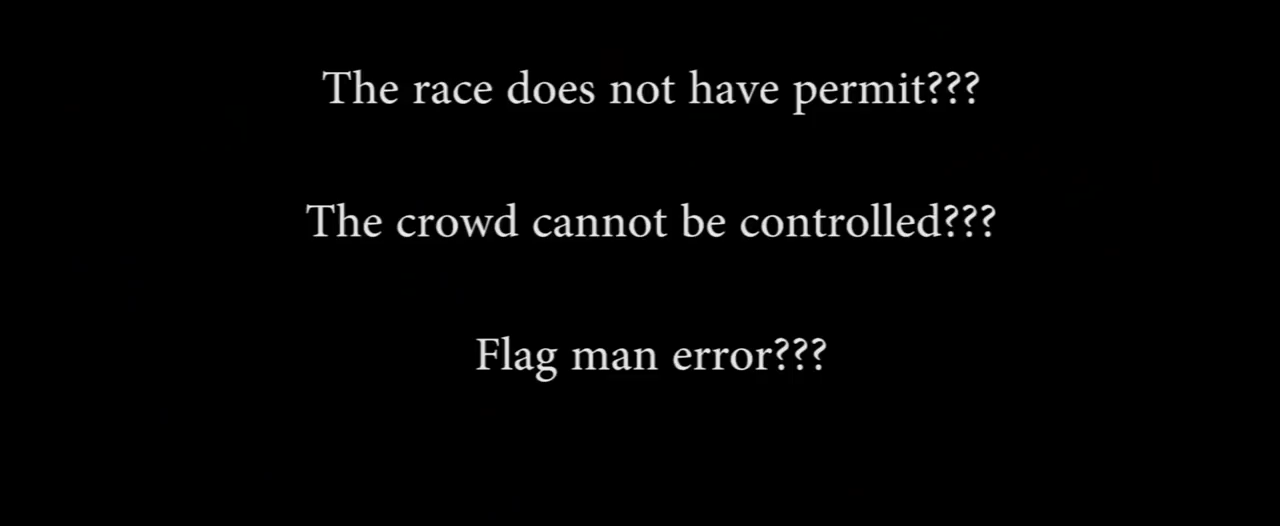 The race does not have permit???
The crowd cannot be controlled???
Flag man error???